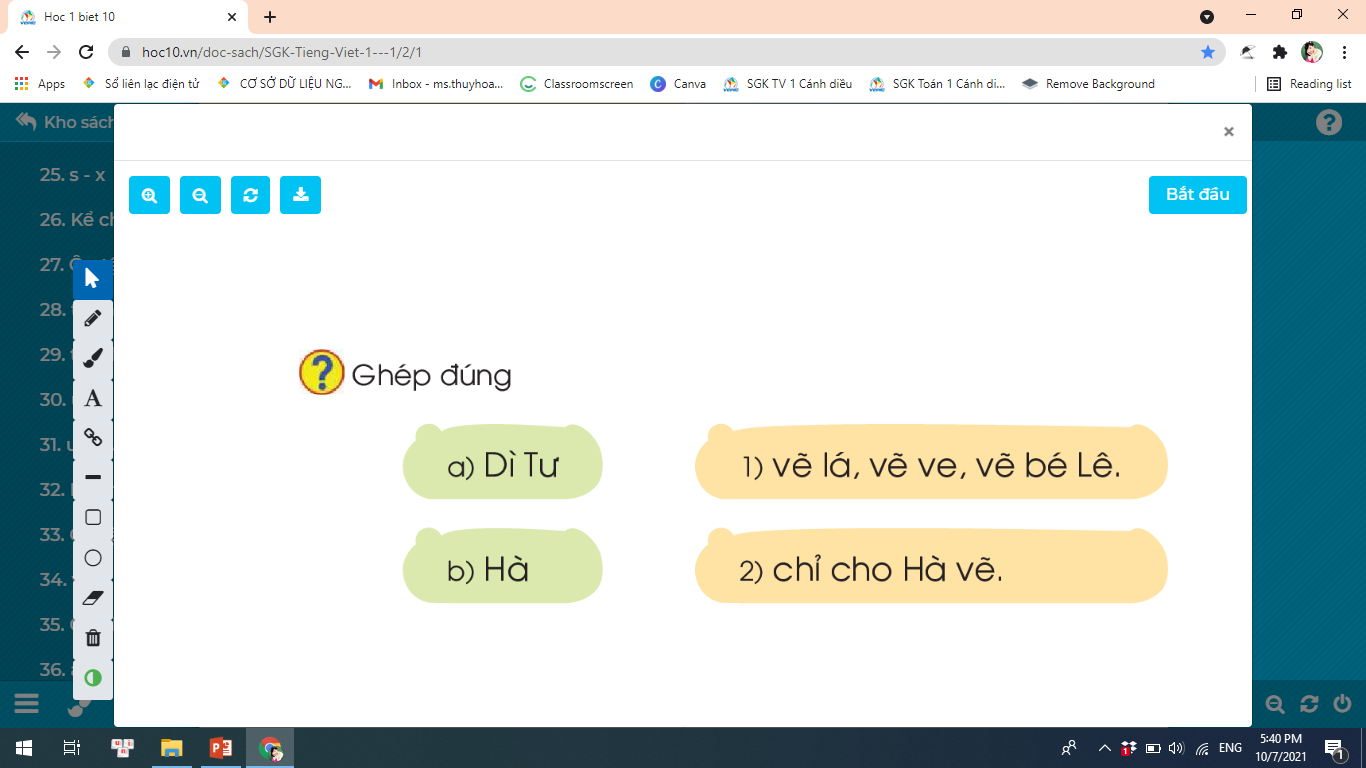 Hoc 1 biet 10
hoc10.vn/doc-sach/SGK-Tieng-Viet-1---1/2/1
Apps
Sổ liên lạc điện tử
CƠ SỞ DỮ LIỆU NG...
Inbox - ms.thuyhoa...
Classroomscreen
Canva
SGK TV 1 Cánh diều
SGK Toán 1 Cánh di...
Remove Background
Reading list
Kho sách
25. s - x
26. Kể ch
27.
28.
29.
30.
31.
32.
33.
34.
35.
36.
Bắt đầu
? Ghép đúng
a) Dì Tư
1) vẽ lá, vẽ ve, vẽ bé Lê.
b) Hà
2) chỉ cho Hà vẽ.
A
ENG
5:40 PM
10/7/2021